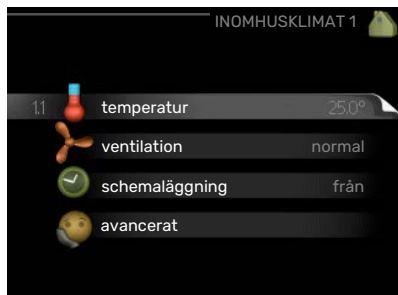 INOMHUSKLIMAT 1
1.1 temperatur 25.0°
ventilation normal
schemaläggning från
avancerat